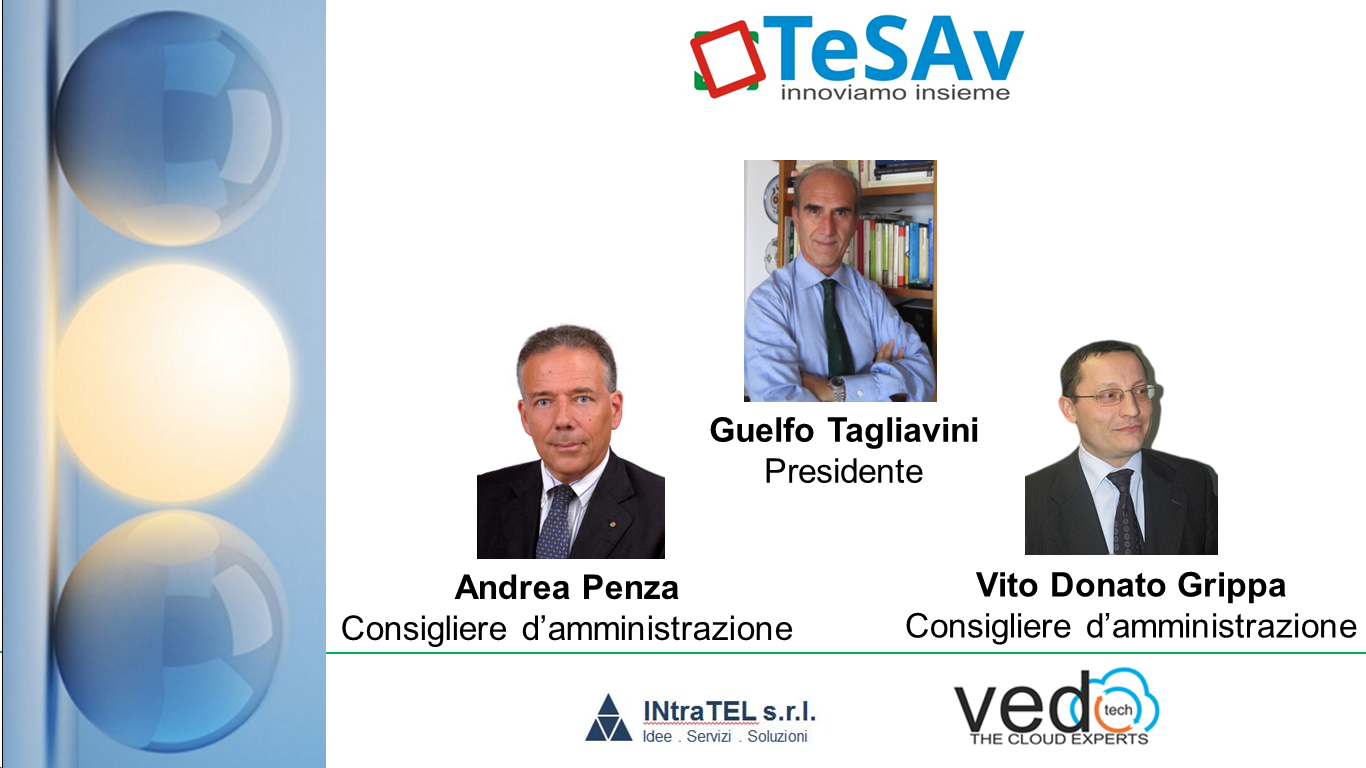 TeSAv
innoviamo insieme
Guelfo Tagliavini
Presidente
Andrea Penza
Consigliere d’amministrazione
Vito Donato Grippa
Consigliere d’amministrazione
INtraTEL s.r.l.
Idee . Servizi . Soluzioni
vedo
tech
THE CLOUD EXPERTS